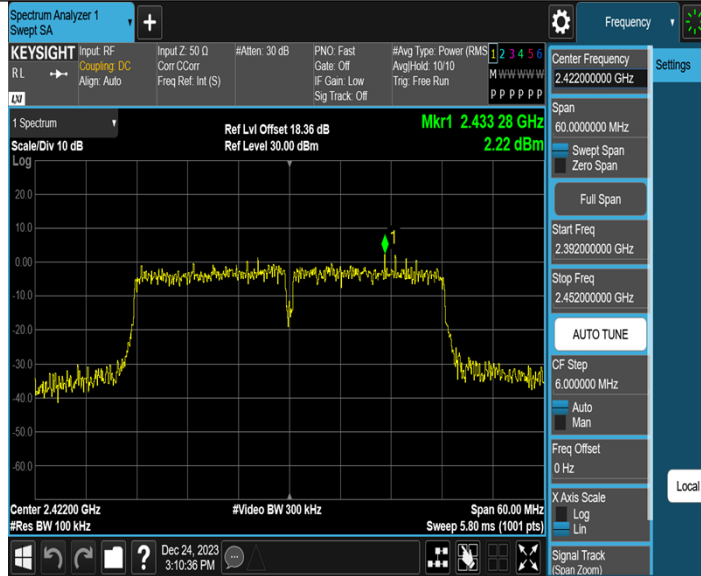 Spectrum Analyzer 1
Swept SA
+
Frequency
KEYSIGHT
RL
LXI
Input: RF
Coupling: DC
Align: Auto
Input Z: 50 Ω
Corr CCorr
Freq Ref: Int (S)
#Atten: 30 dB
PNO: Fast
Gate: Off
IF Gain: Low
Sig Track: Off
#Avg Type: Power (RMS
Avg|Hold: 10/10
Trig: Free Run
1 2 3 4 5 6
M W W W W W
P P P P P P
Center Frequency
2.422000000 GHz
Settings
Span
60.0000000 MHz
Swept Span
Zero Span
Full Span
Start Freq
2.392000000 GHz
Stop Freq
2.452000000 GHz
AUTO TUNE
CF Step
6.000000 MHz
Auto
Man
Freq Offset
0 Hz
X Axis Scale
Log
Lin
Signal Track
(Span Zoom)
Local
1 Spectrum
Scale/Div 10 dB
Log
Ref Lvl Offset 18.36 dB
Ref Level 30.00 dBm
Mkr1 2.433 28 GHz
2.22 dBm
20.0
10.0
0.00
-10.0
-20.0
-30.0
-40.0
-50.0
-60.0
1
Center 2.42200 GHz
#Res BW 100 kHz
#Video BW 300 kHz
Span 60.00 MHz
Sweep 5.80 ms (1001 pts)
?
Dec 24, 2023
3:10:36 PM